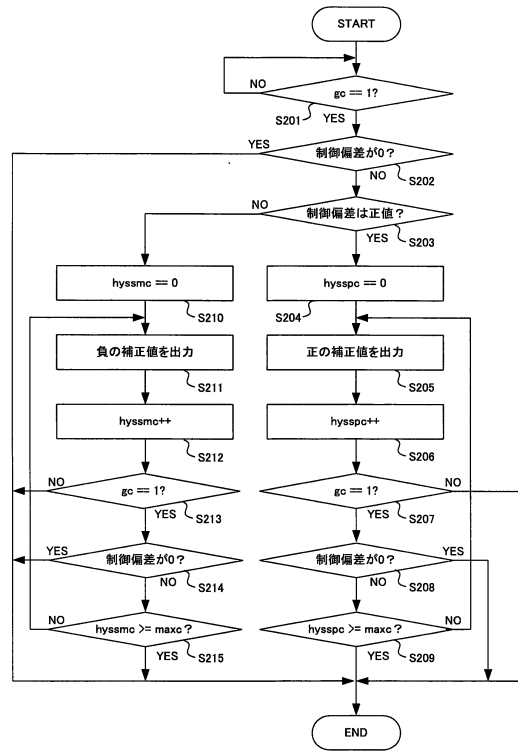 START
NO
gc == 1?
S201
YES
YES
制御偏差が0？
NO
S202
NO
制御偏差は正値？
YES
S203
hyssmc == 0
hysspc == 0
S210
S204
負の補正値を出力
正の補正値を出力
S211
S205
hyssmc++
hysspc++
S212
S206
NO
gc == 1?
YES
S213
gc == 1?
NO
YES
S207
YES
制御偏差が0？
NO
S214
制御偏差が0？
YES
NO
S208
NO
hyssmc >= maxc？
YES
S215
hysspc >= maxc？
NO
YES
S209
END